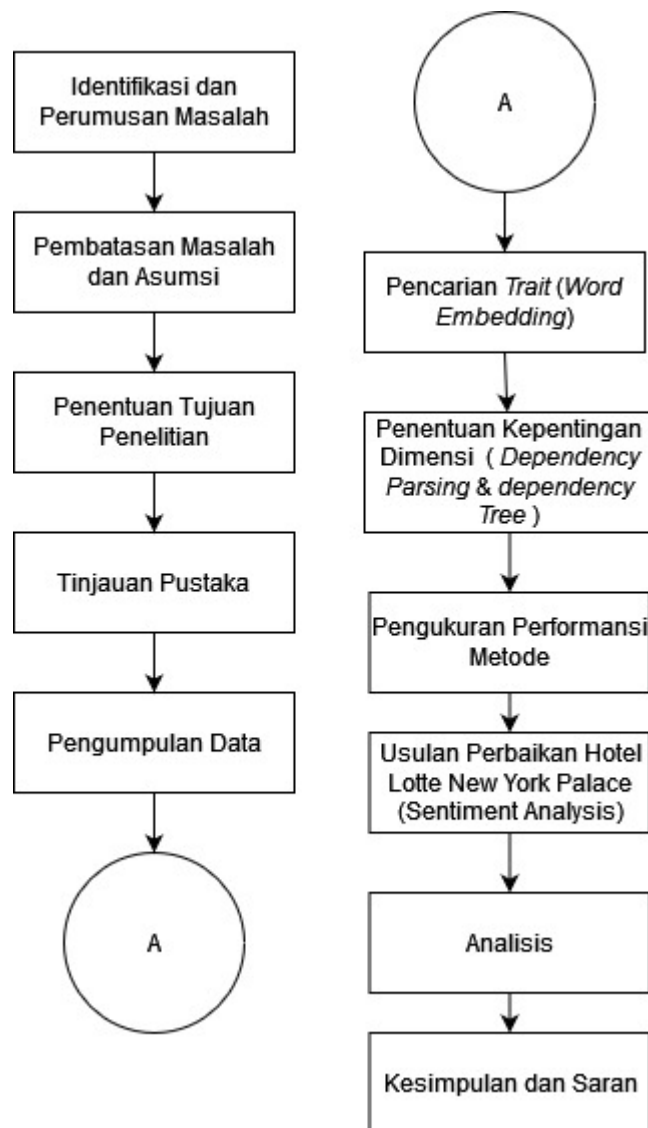 Identifikasi dan
Perumusan Masalah
Pembatasan Masalah
dan Asumsi
Penentuan Tujuan
Penelitian
Tinjauan Pustaka
Pengumpulan Data
A
A
Pencarian Trait (Word
Embedding)
Penentuan Kepentingan
Dimensi ( Dependency
Parsing & dependency
Tree )
Pengukuran Performansi
Metode
Usulan Perbaikan Hotel
Lotte New York Palace
(Sentiment Analysis)
Analisis
Kesimpulan dan Saran